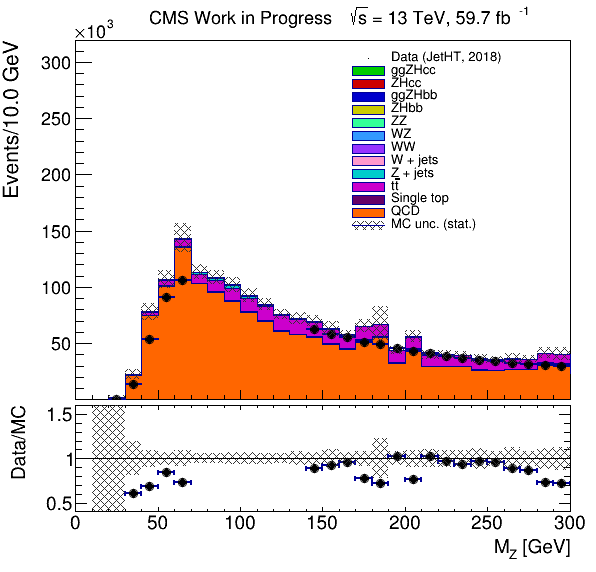 CMS Work in Progress √s = 13 TeV, 59.7 fb⁻¹
×10³
Events/10.0 GeV
300
250
200
150
100
50
Data (JetHT, 2018)
ggZHcc
ZHcc
ggZHbb
ZHbb
ZZ
WZ
WW
W + jets
Z + jets
tt̅
Single top
QCD
MC unc. (stat.)
Data/MC
1.5
1
0.5
0 50 100 150 200 250 300
M_Z [GeV]